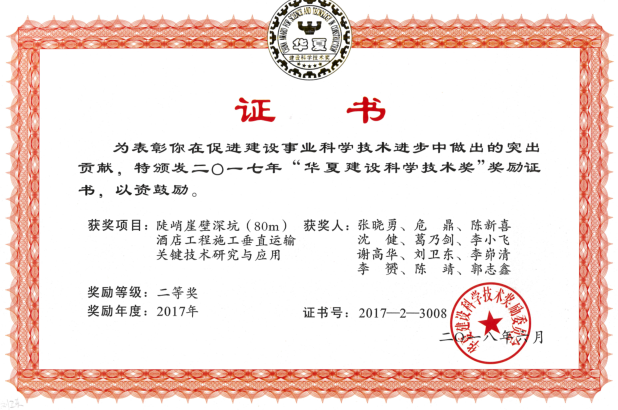 华夏
建设科学技术奖
证 书
为表彰你在促进建设事业科学技术进步中做出的突出
贡献，特颁发二〇一七年“华夏建设科学技术奖”奖励证
书，以资鼓励。
获奖项目：陡峭崖壁深坑（80m）
酒店工程施工垂直运输
关键技术研究与应用
获奖人：张晓勇、危 鼎、陈新喜
沈 健、葛乃剑、李小飞
谢高华、刘卫东、李峁清
李 赟、陈 靖、郭志鑫
奖励等级：二等奖
奖励年度：2017年
证书号：2017—2—3008
华夏建设科学技术奖励委员会
二〇一八年六月